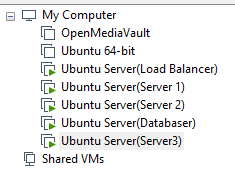 My Computer
OpenMediaVault
Ubuntu 64-bit
Ubuntu Server(Load Balancer)
Ubuntu Server(Server 1)
Ubuntu Server(Server 2)
Ubuntu Server(Databaser)
Ubuntu Server(Server3)
Shared VMs